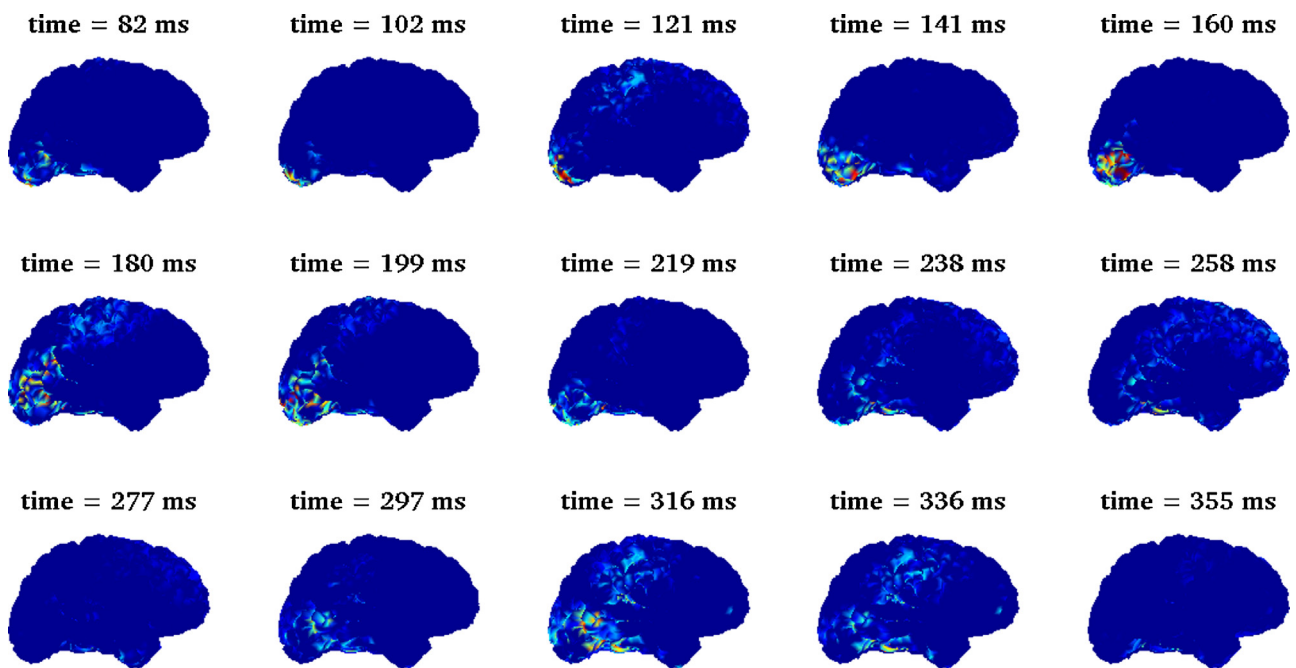 time = 82 ms
time = 102 ms
time = 121 ms
time = 141 ms
time = 160 ms
time = 180 ms
time = 199 ms
time = 219 ms
time = 238 ms
time = 258 ms
time = 277 ms
time = 297 ms
time = 316 ms
time = 336 ms
time = 355 ms